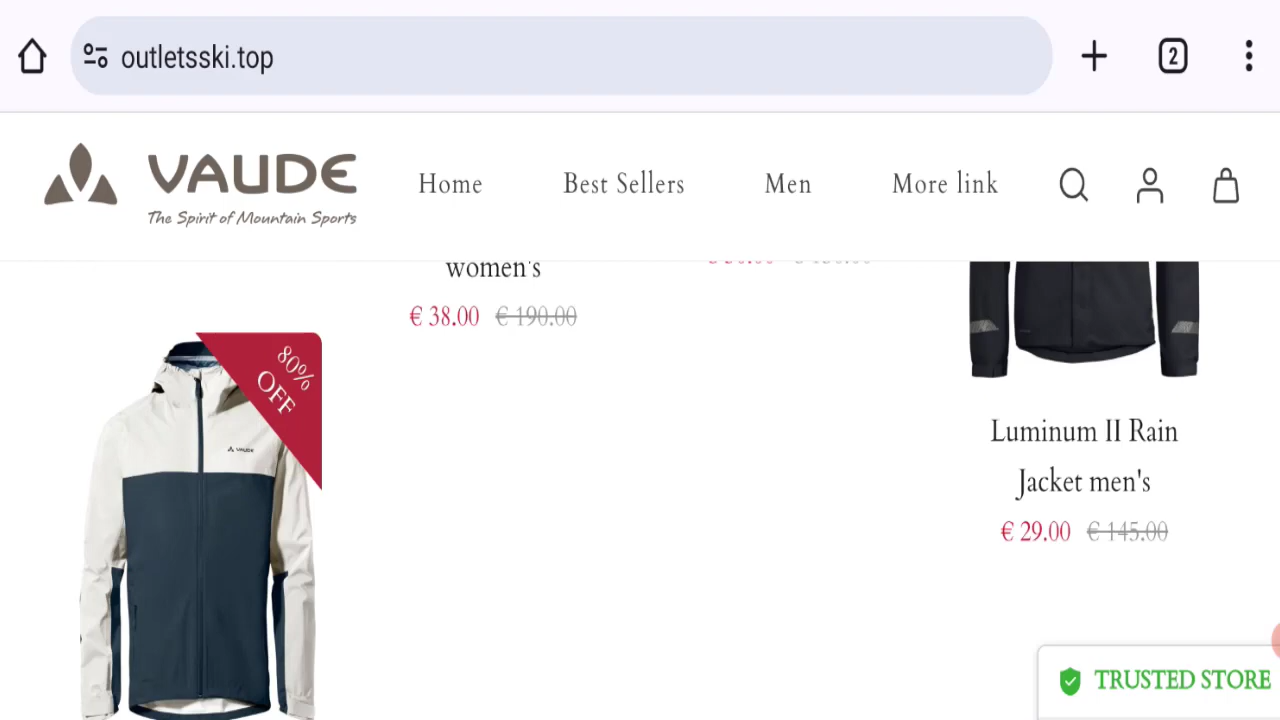 outletsski.top
2
VAUDE
The Spirit of Mountain Sports
Home
Best Sellers
Men
More link
women's
€ 38.00 € 190.00
80%
OFF
VAUDE
Luminum II Rain
Jacket men's
€ 29.00 € 145.00
TRUSTED STORE